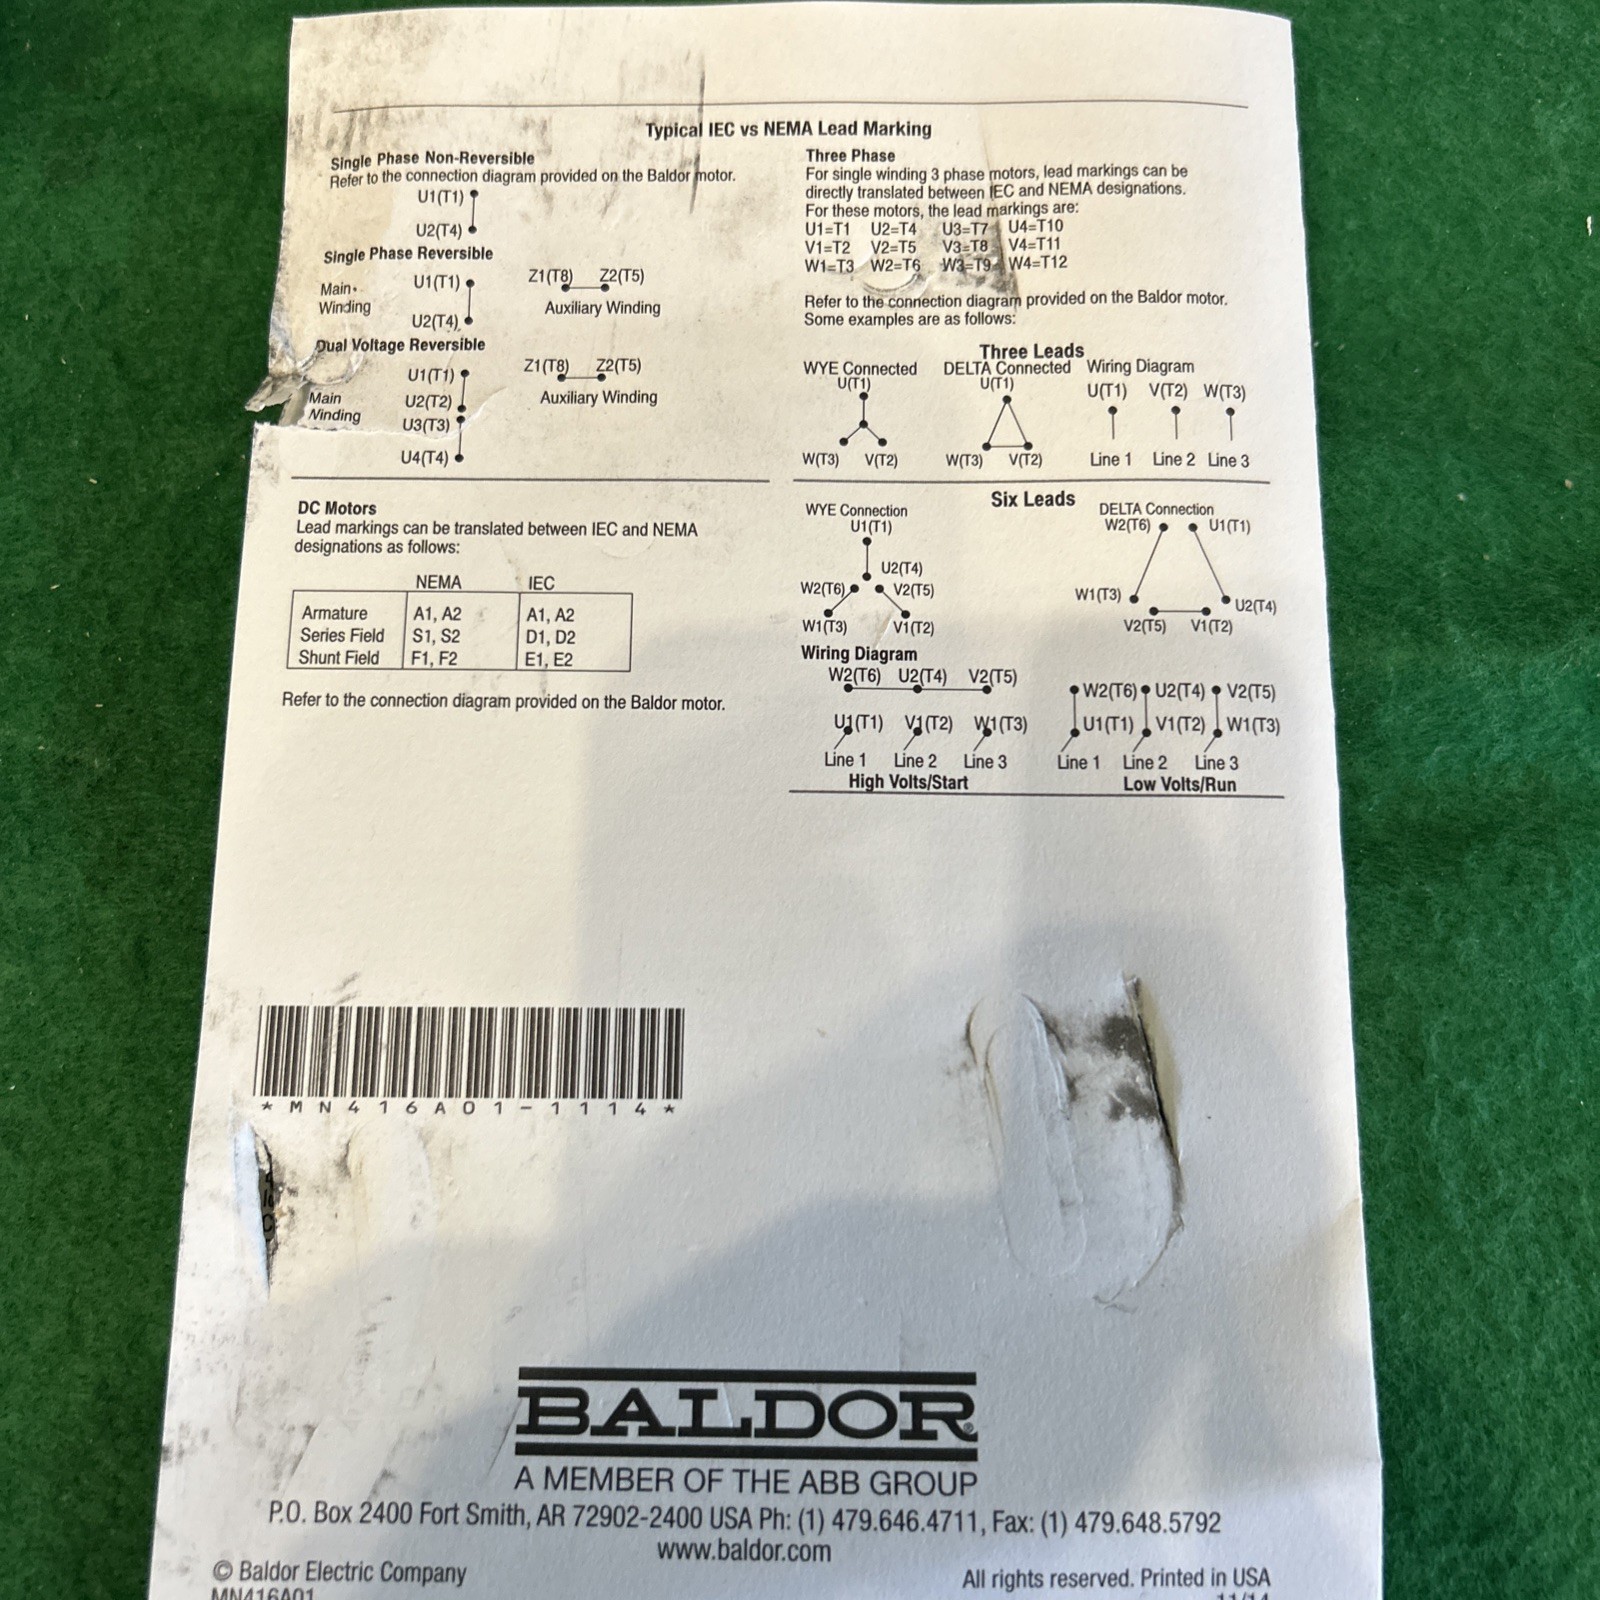 Typical IEC vs NEMA Lead Marking
Single Phase Non-Reversible
Refer to the connection diagram provided on the Baldor motor.
U1(T1)
U2(T4)
Single Phase Reversible
Main
Winding
U1(T1)
U2(T4)
Z1(T8) Z2(T5)
Auxiliary Winding
Dual Voltage Reversible
Main
Winding
U1(T1)
U2(T2)
U3(T3)
U4(T4)
Z1(T8) Z2(T5)
Auxiliary Winding
DC Motors
Lead markings can be translated between IEC and NEMA
designations as follows:
NEMA IEC
Armature A1, A2 A1, A2
Series Field S1, S2 D1, D2
Shunt Field F1, F2 E1, E2
Refer to the connection diagram provided on the Baldor motor.
Three Phase
For single winding 3 phase motors, lead markings can be
directly translated between IEC and NEMA designations.
For these motors, the lead markings are:
U1=T1 U2=T4 U3=T7 U4=T10
V1=T2 V2=T5 V3=T8 V4=T11
W1=T3 W2=T6 W3=T9 W4=T12
Refer to the connection diagram provided on the Baldor motor.
Some examples are as follows:
Three Leads
WYE Connected DELTA Connected Wiring Diagram
U(T1) U(T1) U(T1) V(T2) W(T3)
W(T3) V(T2) W(T3) V(T2) Line 1 Line 2 Line 3
Six Leads
WYE Connection
U1(T1)
U2(T4)
W2(T6) V2(T5)
W1(T3) V1(T2)
DELTA Connection
W2(T6) U1(T1)
W1(T3) U2(T4)
V2(T5) V1(T2)
Wiring Diagram
W2(T6) U2(T4) V2(T5)
U1(T1) V1(T2) W1(T3)
Line 1 Line 2 Line 3
High Volts/Start
W2(T6) U2(T4) V2(T5)
U1(T1) V1(T2) W1(T3)
Line 1 Line 2 Line 3
Low Volts/Run
*MN416A01-1114*
BALDOR®
A MEMBER OF THE ABB GROUP
P.O. Box 2400 Fort Smith, AR 72902-2400 USA Ph: (1) 479.646.4711, Fax: (1) 479.648.5792
www.baldor.com
© Baldor Electric Company All rights reserved. Printed in USA
MN416A01 11/14